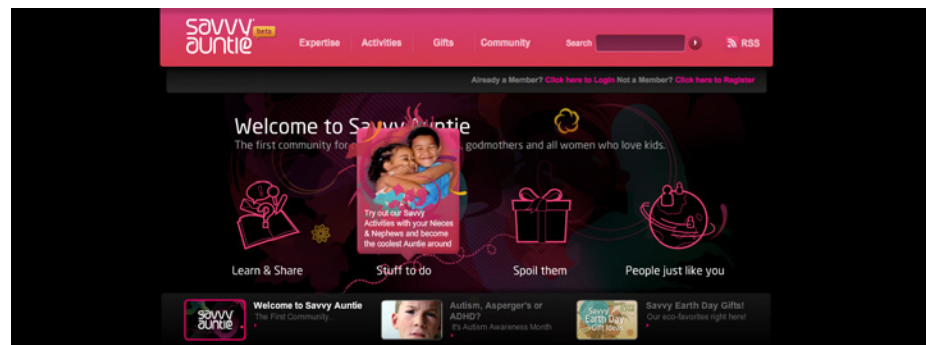 savvy
auntie beta
Expertise Activities Gifts Community Search RSS
Already a Member? Click here to Login Not a Member? Click here to Register
Welcome to Savvy Auntie
The first community for godmothers and all women who love kids.
Try out our Savvy
Activities with your Nieces
& Nephews and become
the coolest Auntie around
Learn & Share
Stuff to do
Spoil them
People just like you
savvy
auntie
Welcome to Savvy Auntie
The First Community...
Autism, Asperger's or
ADHD?
It's Autism Awareness Month
Savvy
Earth Day
Gift Ideas
Savvy Earth Day Gifts!
Our eco-favorites right here!